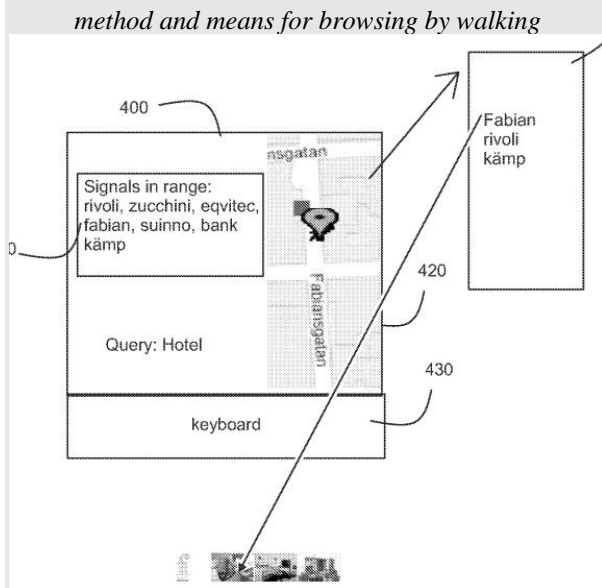 method and means for browsing by walking
400
nsgatan
Signals in range:
rivoli, zucchini, eqvitec,
fabian, suinno, bank
kämp
0
Fabiansgatan
Query: Hotel
420
430
keyboard
Fabian
rivoli
kämp
f